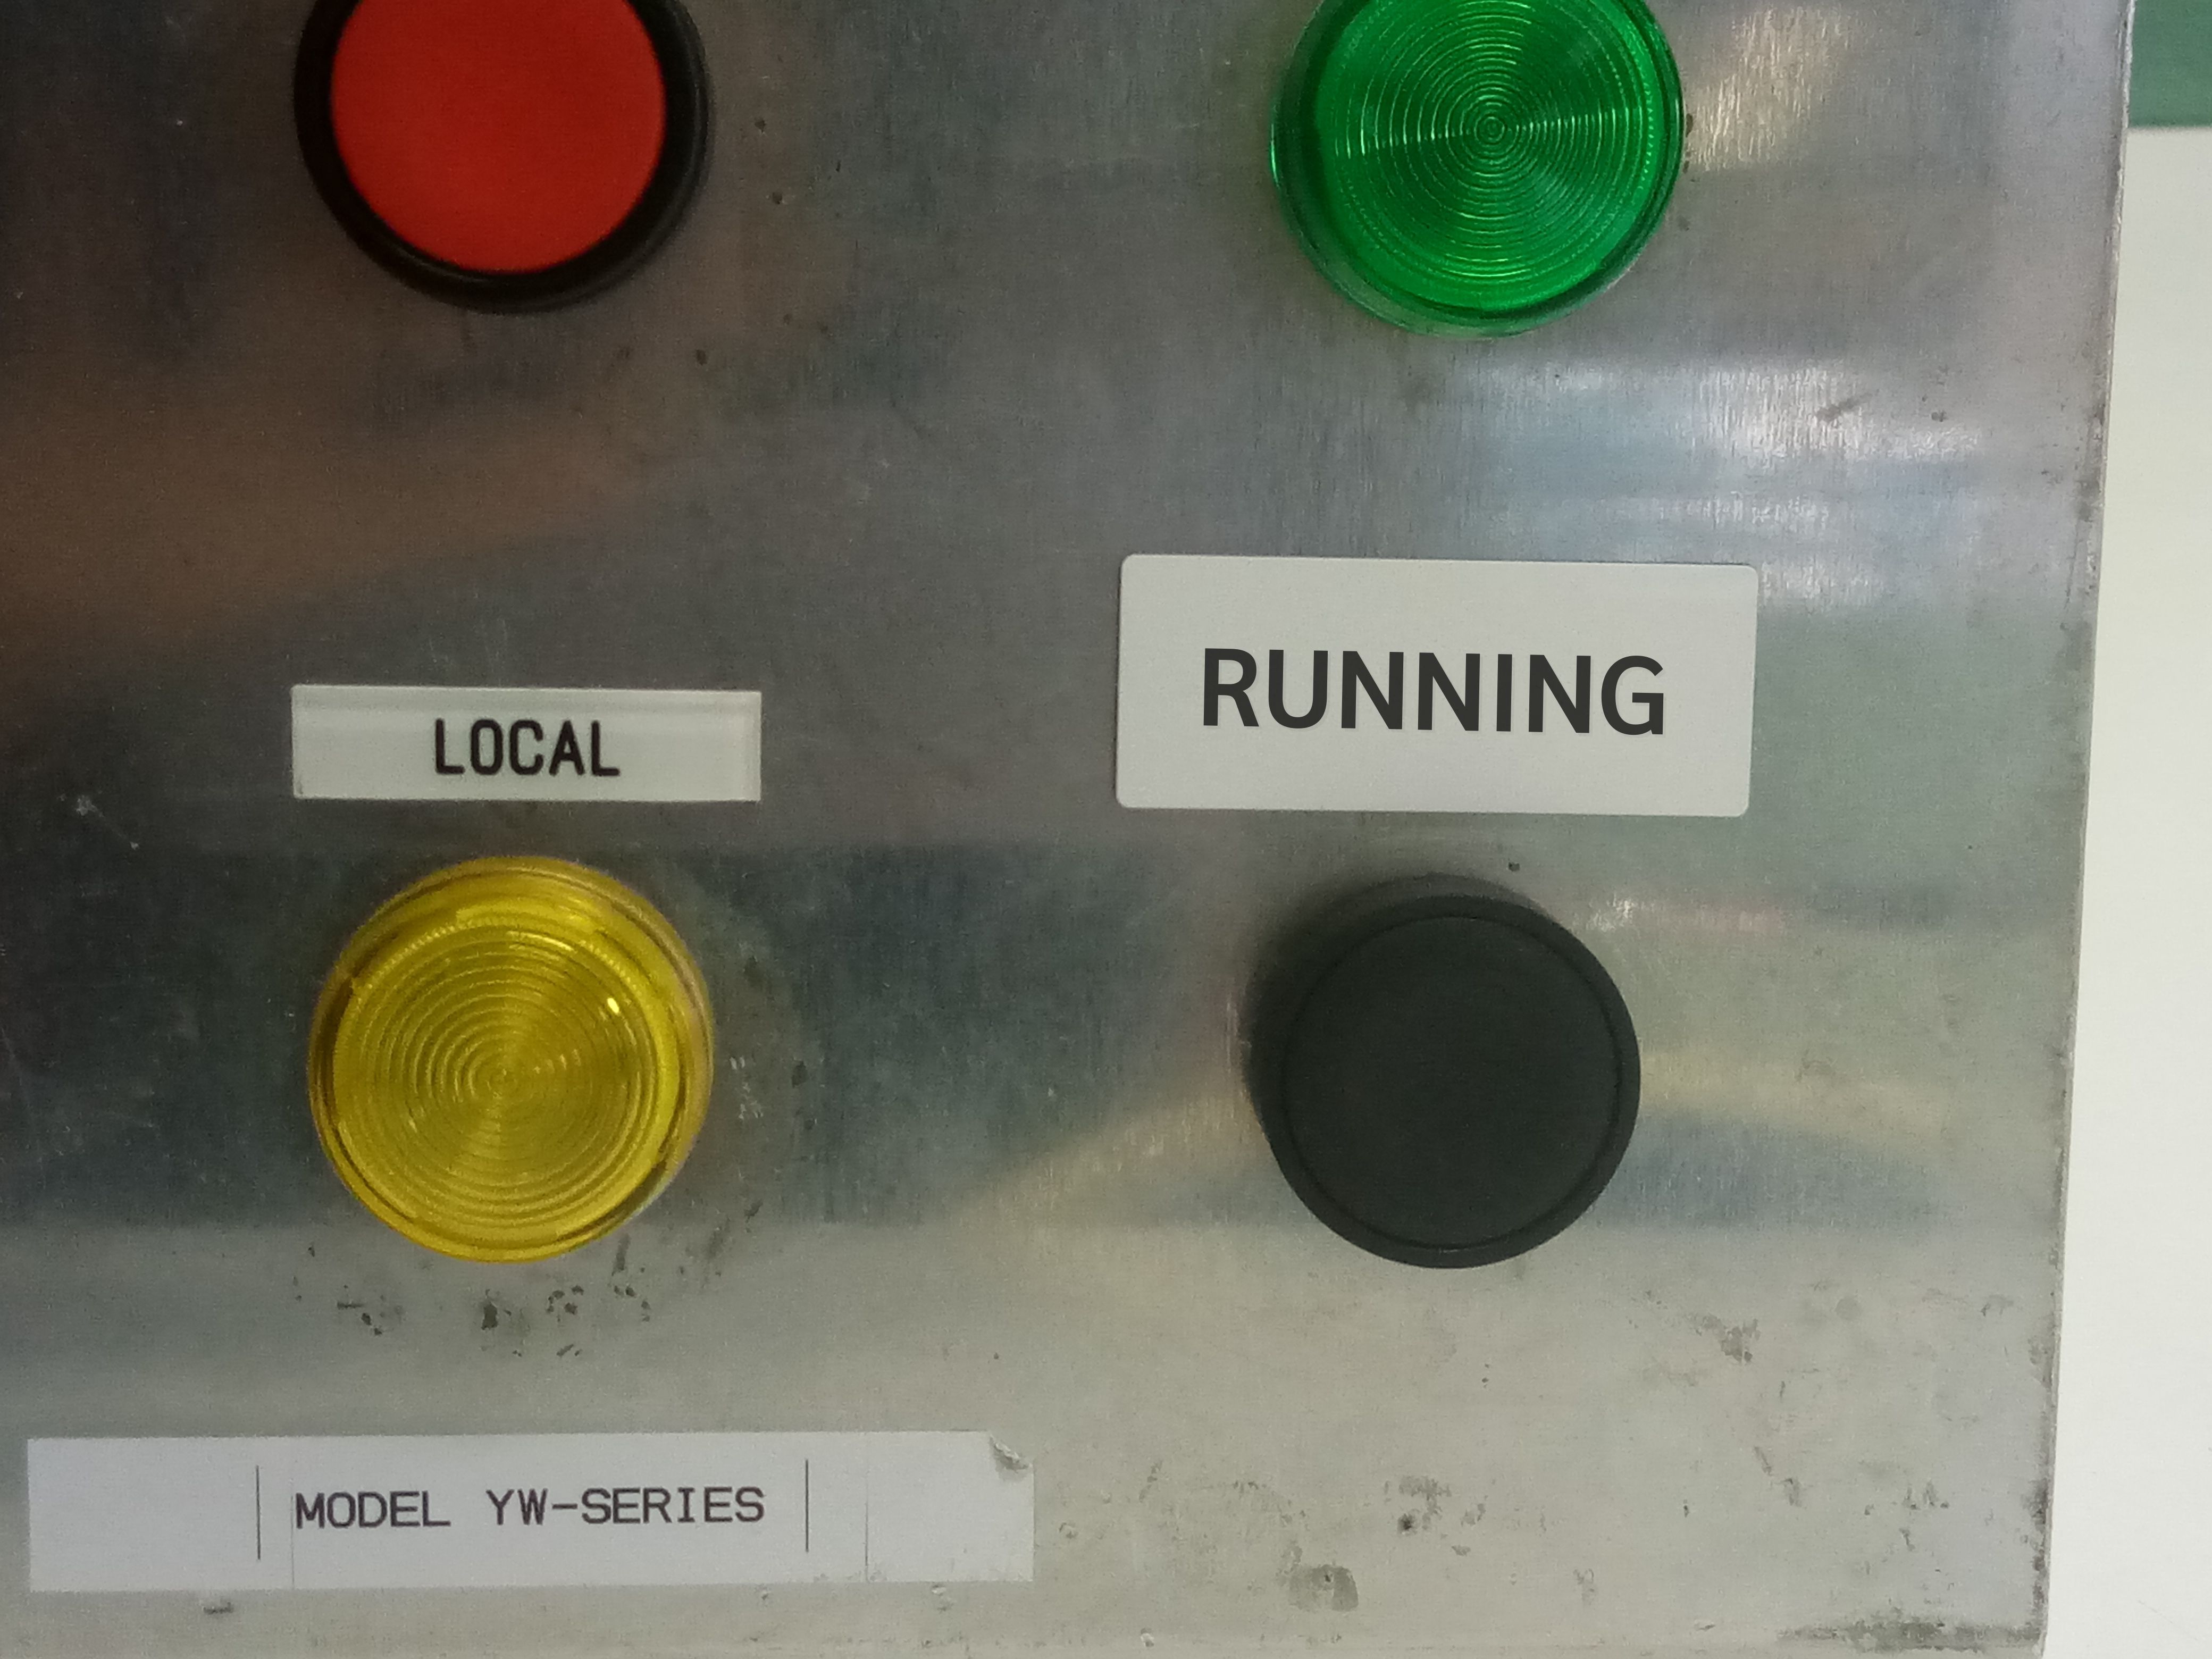 LOCAL
RUNNING
MODEL YW-SERIES